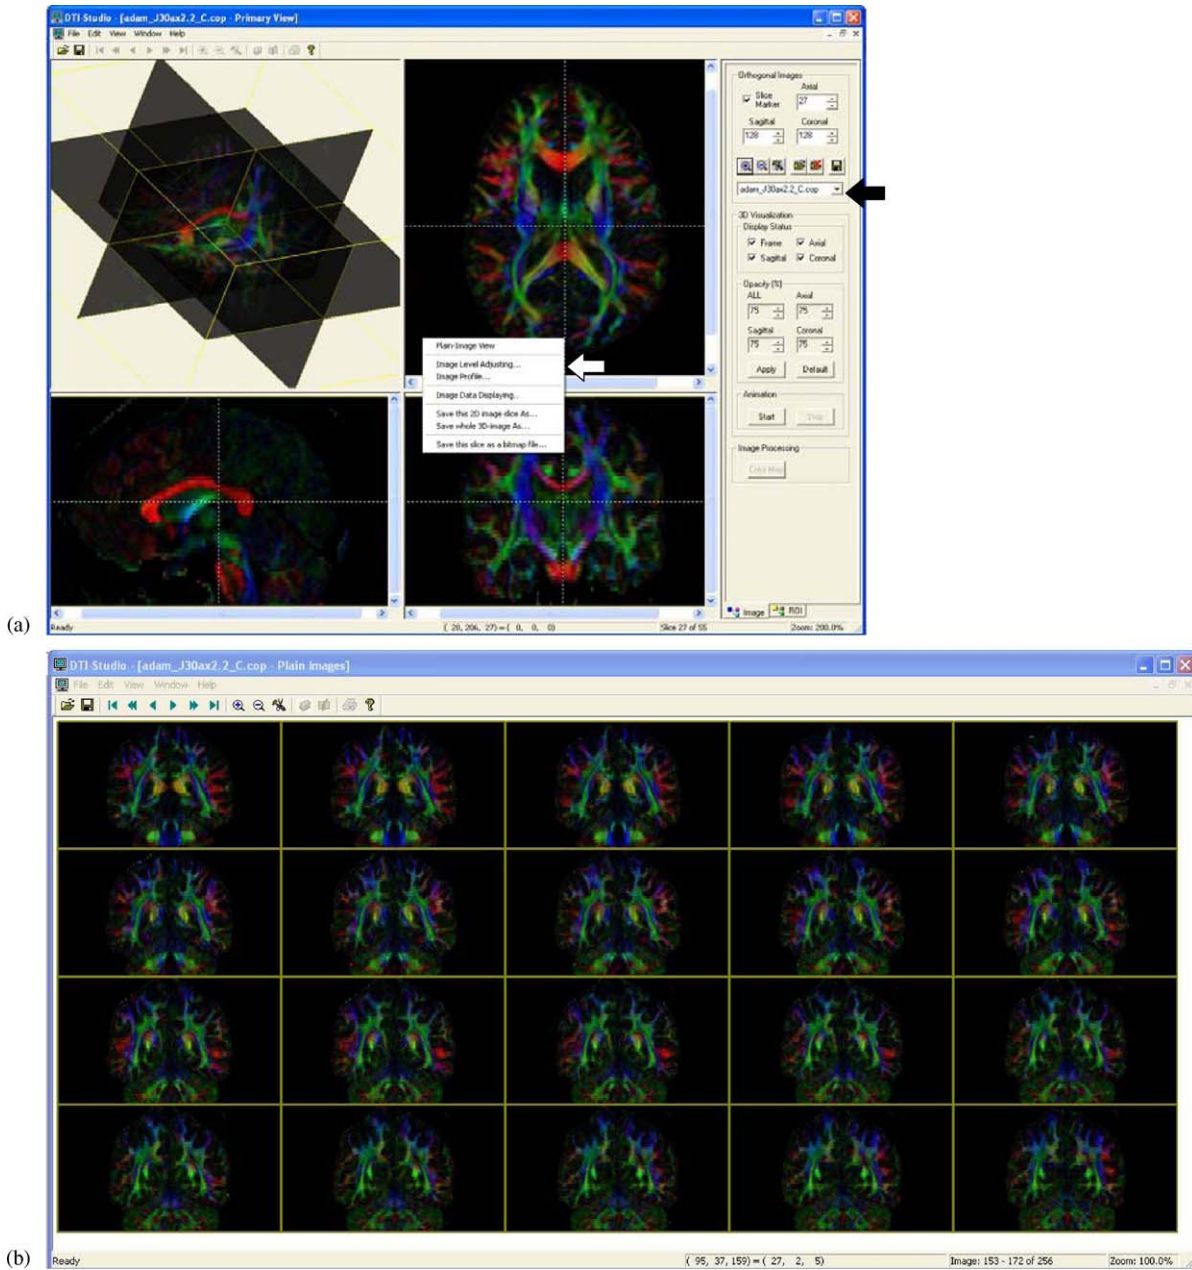 DTI-Studio - [adam_J30ax2.2_C.cop - Primary View]
File Edit View Window Help
Orthogonal Images
Axial
Slice Marker 27
Sagittal Coronal
128 128
adam_J30ax2.2_C.cop
3D Visualization
Display Status
Frame Axial
Sagittal Coronal
Opacity (%)
ALL Axial
75 75
Sagittal Coronal
75 75
Apply Default
Animation
Start Stop
Image Processing
Color Map
Plain-Image View
Image Level Adjusting...
Image Profile...
Image Data Displaying..
Save this 2D image slice As...
Save whole 3D-image As...
Save this slice as a bitmap file...
Image ROI
(a)
Ready ( 28, 206, 27) = ( 0, 0, 0) Slice 27 of 55 Zoom: 200.0%
DTI-Studio - [adam_J30ax2.2_C.cop - Plain Images]
File Edit View Window Help
(b)
Ready ( 95, 37, 159) = ( 27, 2, 5) Image: 153 - 172 of 256 Zoom: 100.0%